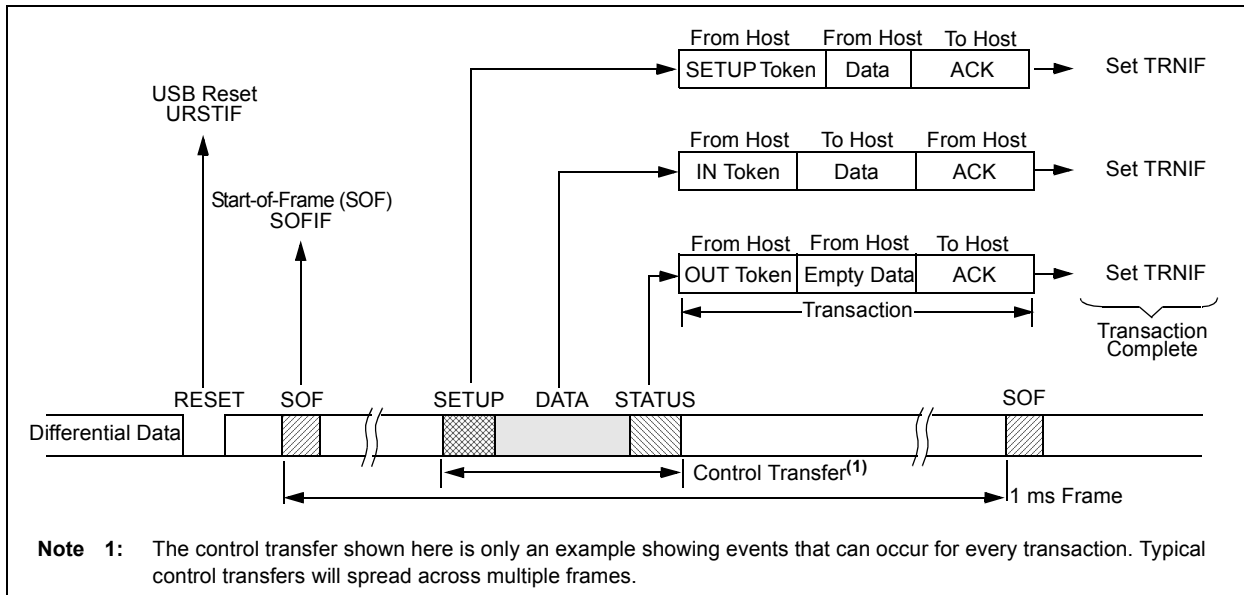 From Host From Host To Host
SETUP Token Data ACK Set TRNIF
USB Reset
URSTIF
From Host To Host From Host
IN Token Data ACK Set TRNIF
Start-of-Frame (SOF)
SOFIF
From Host From Host To Host
OUT Token Empty Data ACK Set TRNIF
Transaction
Transaction
Complete
RESET SOF SETUP DATA STATUS SOF
Differential Data
Control Transfer(1)
1 ms Frame
Note 1: The control transfer shown here is only an example showing events that can occur for every transaction. Typical
control transfers will spread across multiple frames.